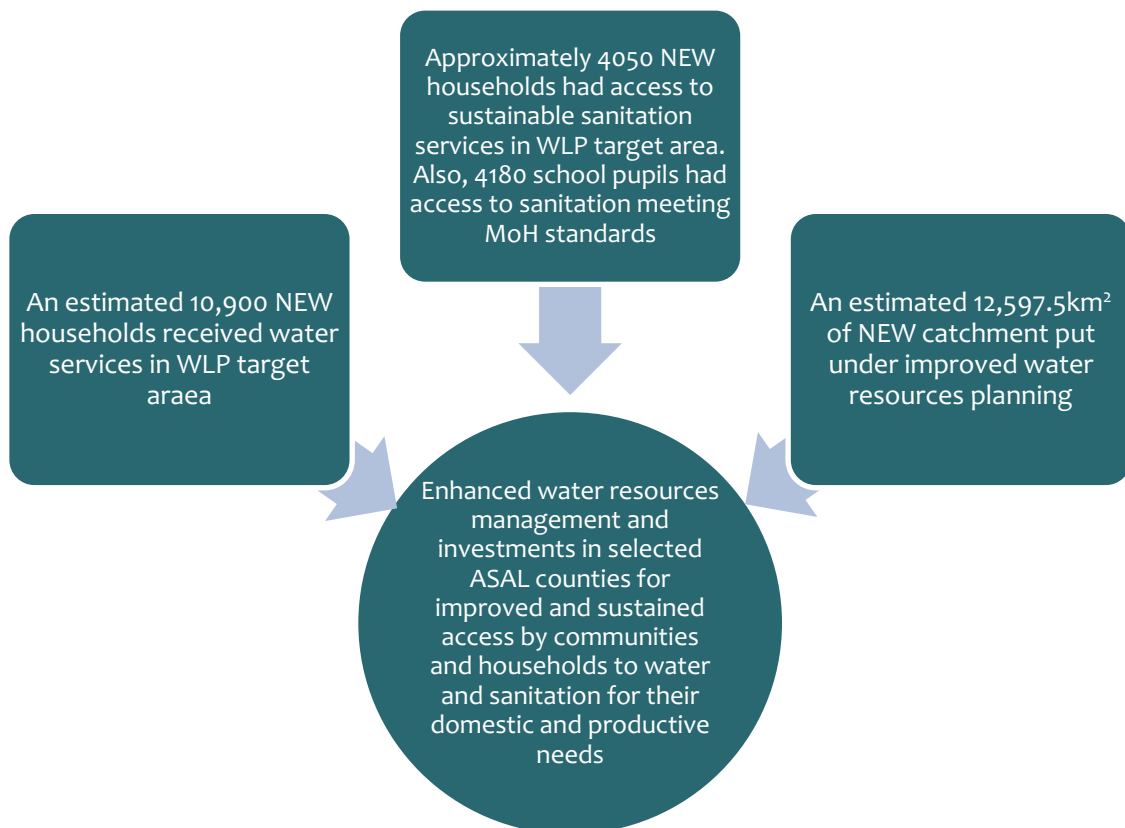 Approximately 4050 NEW
households had access to
sustainable sanitation
services in WLP target area.
Also, 4180 school pupils had
access to sanitation meeting
MoH standards
An estimated 10,900 NEW
households received water
services in WLP target
araea
An estimated 12,597.5km²
of NEW catchment put
under improved water
resources planning
Enhanced water resources
management and
investments in selected
ASAL counties for
improved and sustained
access by communities
and households to water
and sanitation for their
domestic and productive
needs